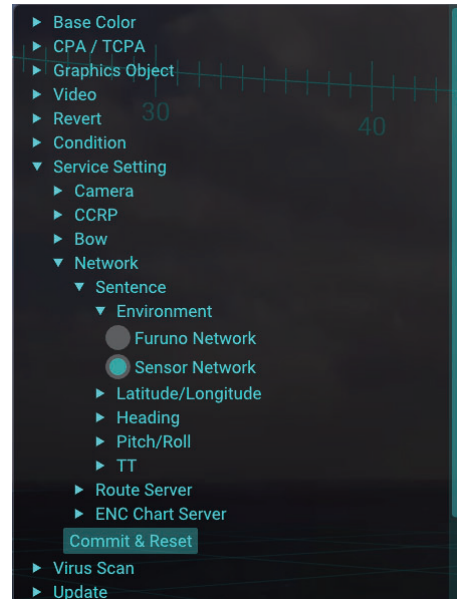 Base Color
CPA / TCPA
Graphics Object
Video
30
Revert
40
Condition
Service Setting
Camera
CCRP
Bow
Network
Sentence
Environment
Furuno Network
Sensor Network
Latitude/Longitude
Heading
Pitch/Roll
TT
Route Server
ENC Chart Server
Commit & Reset
Virus Scan
Update